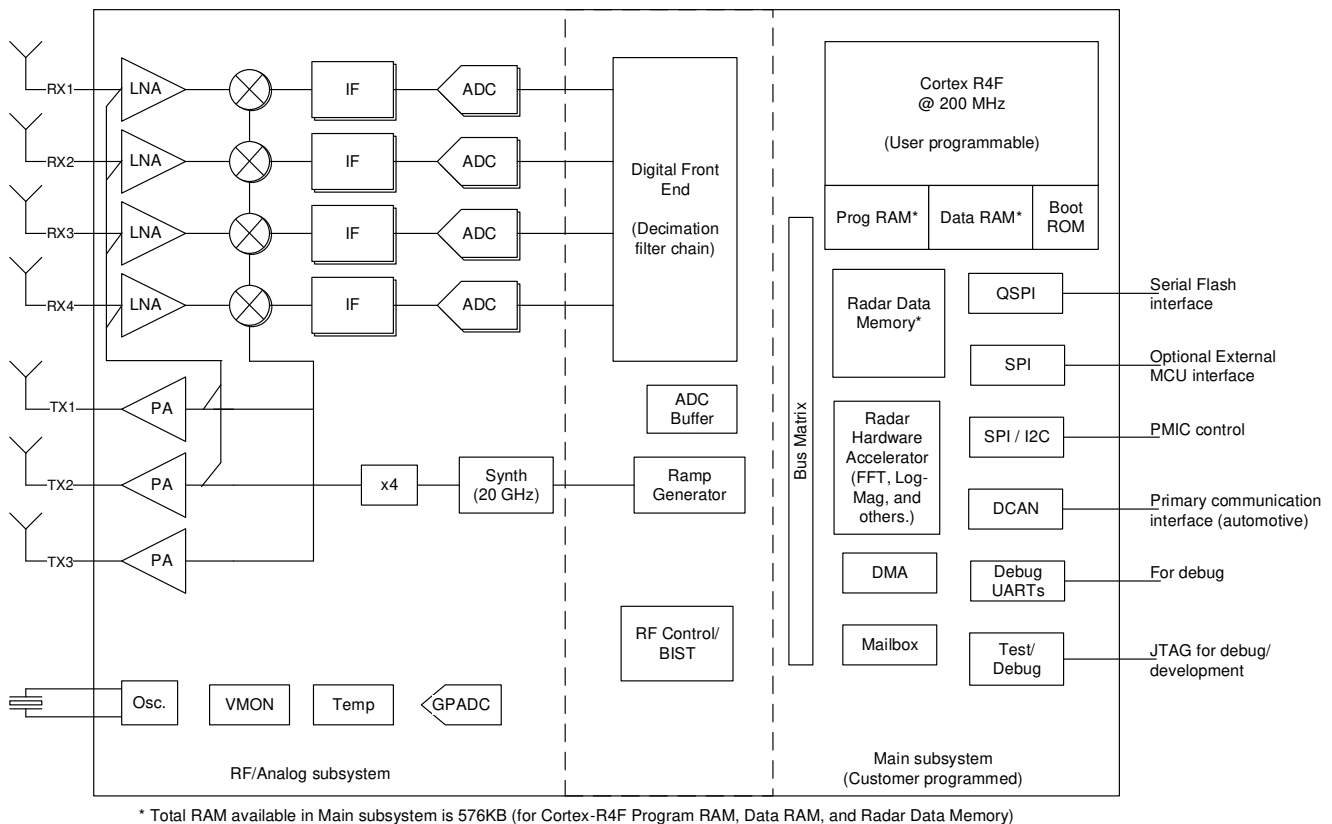 RX1
LNA
IF
ADC
RX2
LNA
IF
ADC
RX3
LNA
IF
ADC
RX4
LNA
IF
ADC
TX1
PA
TX2
PA
TX3
PA
x4
Synth
(20 GHz)
Osc.
VMON
Temp
GPADC
RF/Analog subsystem
Digital Front
End
(Decimation
filter chain)
ADC
Buffer
Ramp
Generator
RF Control/
BIST
Bus Matrix
Cortex R4F
@ 200 MHz
(User programmable)
Prog RAM*
Data RAM*
Boot
ROM
Radar Data
Memory*
Radar
Hardware
Accelerator
(FFT, Log-
Mag, and
others.)
DMA
Mailbox
QSPI
Serial Flash
interface
SPI
Optional External
MCU interface
SPI / I2C
PMIC control
DCAN
Primary communication
interface (automotive)
Debug
UARTs
For debug
Test/
Debug
JTAG for debug/
development
Main subsystem
(Customer programmed)
* Total RAM available in Main subsystem is 576KB (for Cortex-R4F Program RAM, Data RAM, and Radar Data Memory)